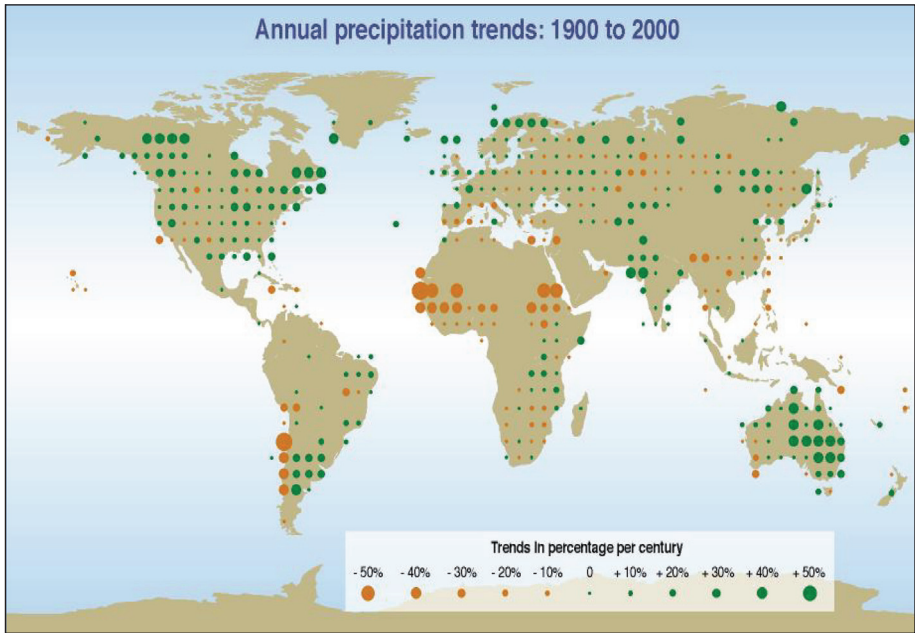 Annual precipitation trends: 1900 to 2000
Trends In percentage per century
- 50% - 40% - 30% - 20% - 10% 0 + 10% + 20% + 30% + 40% + 50%